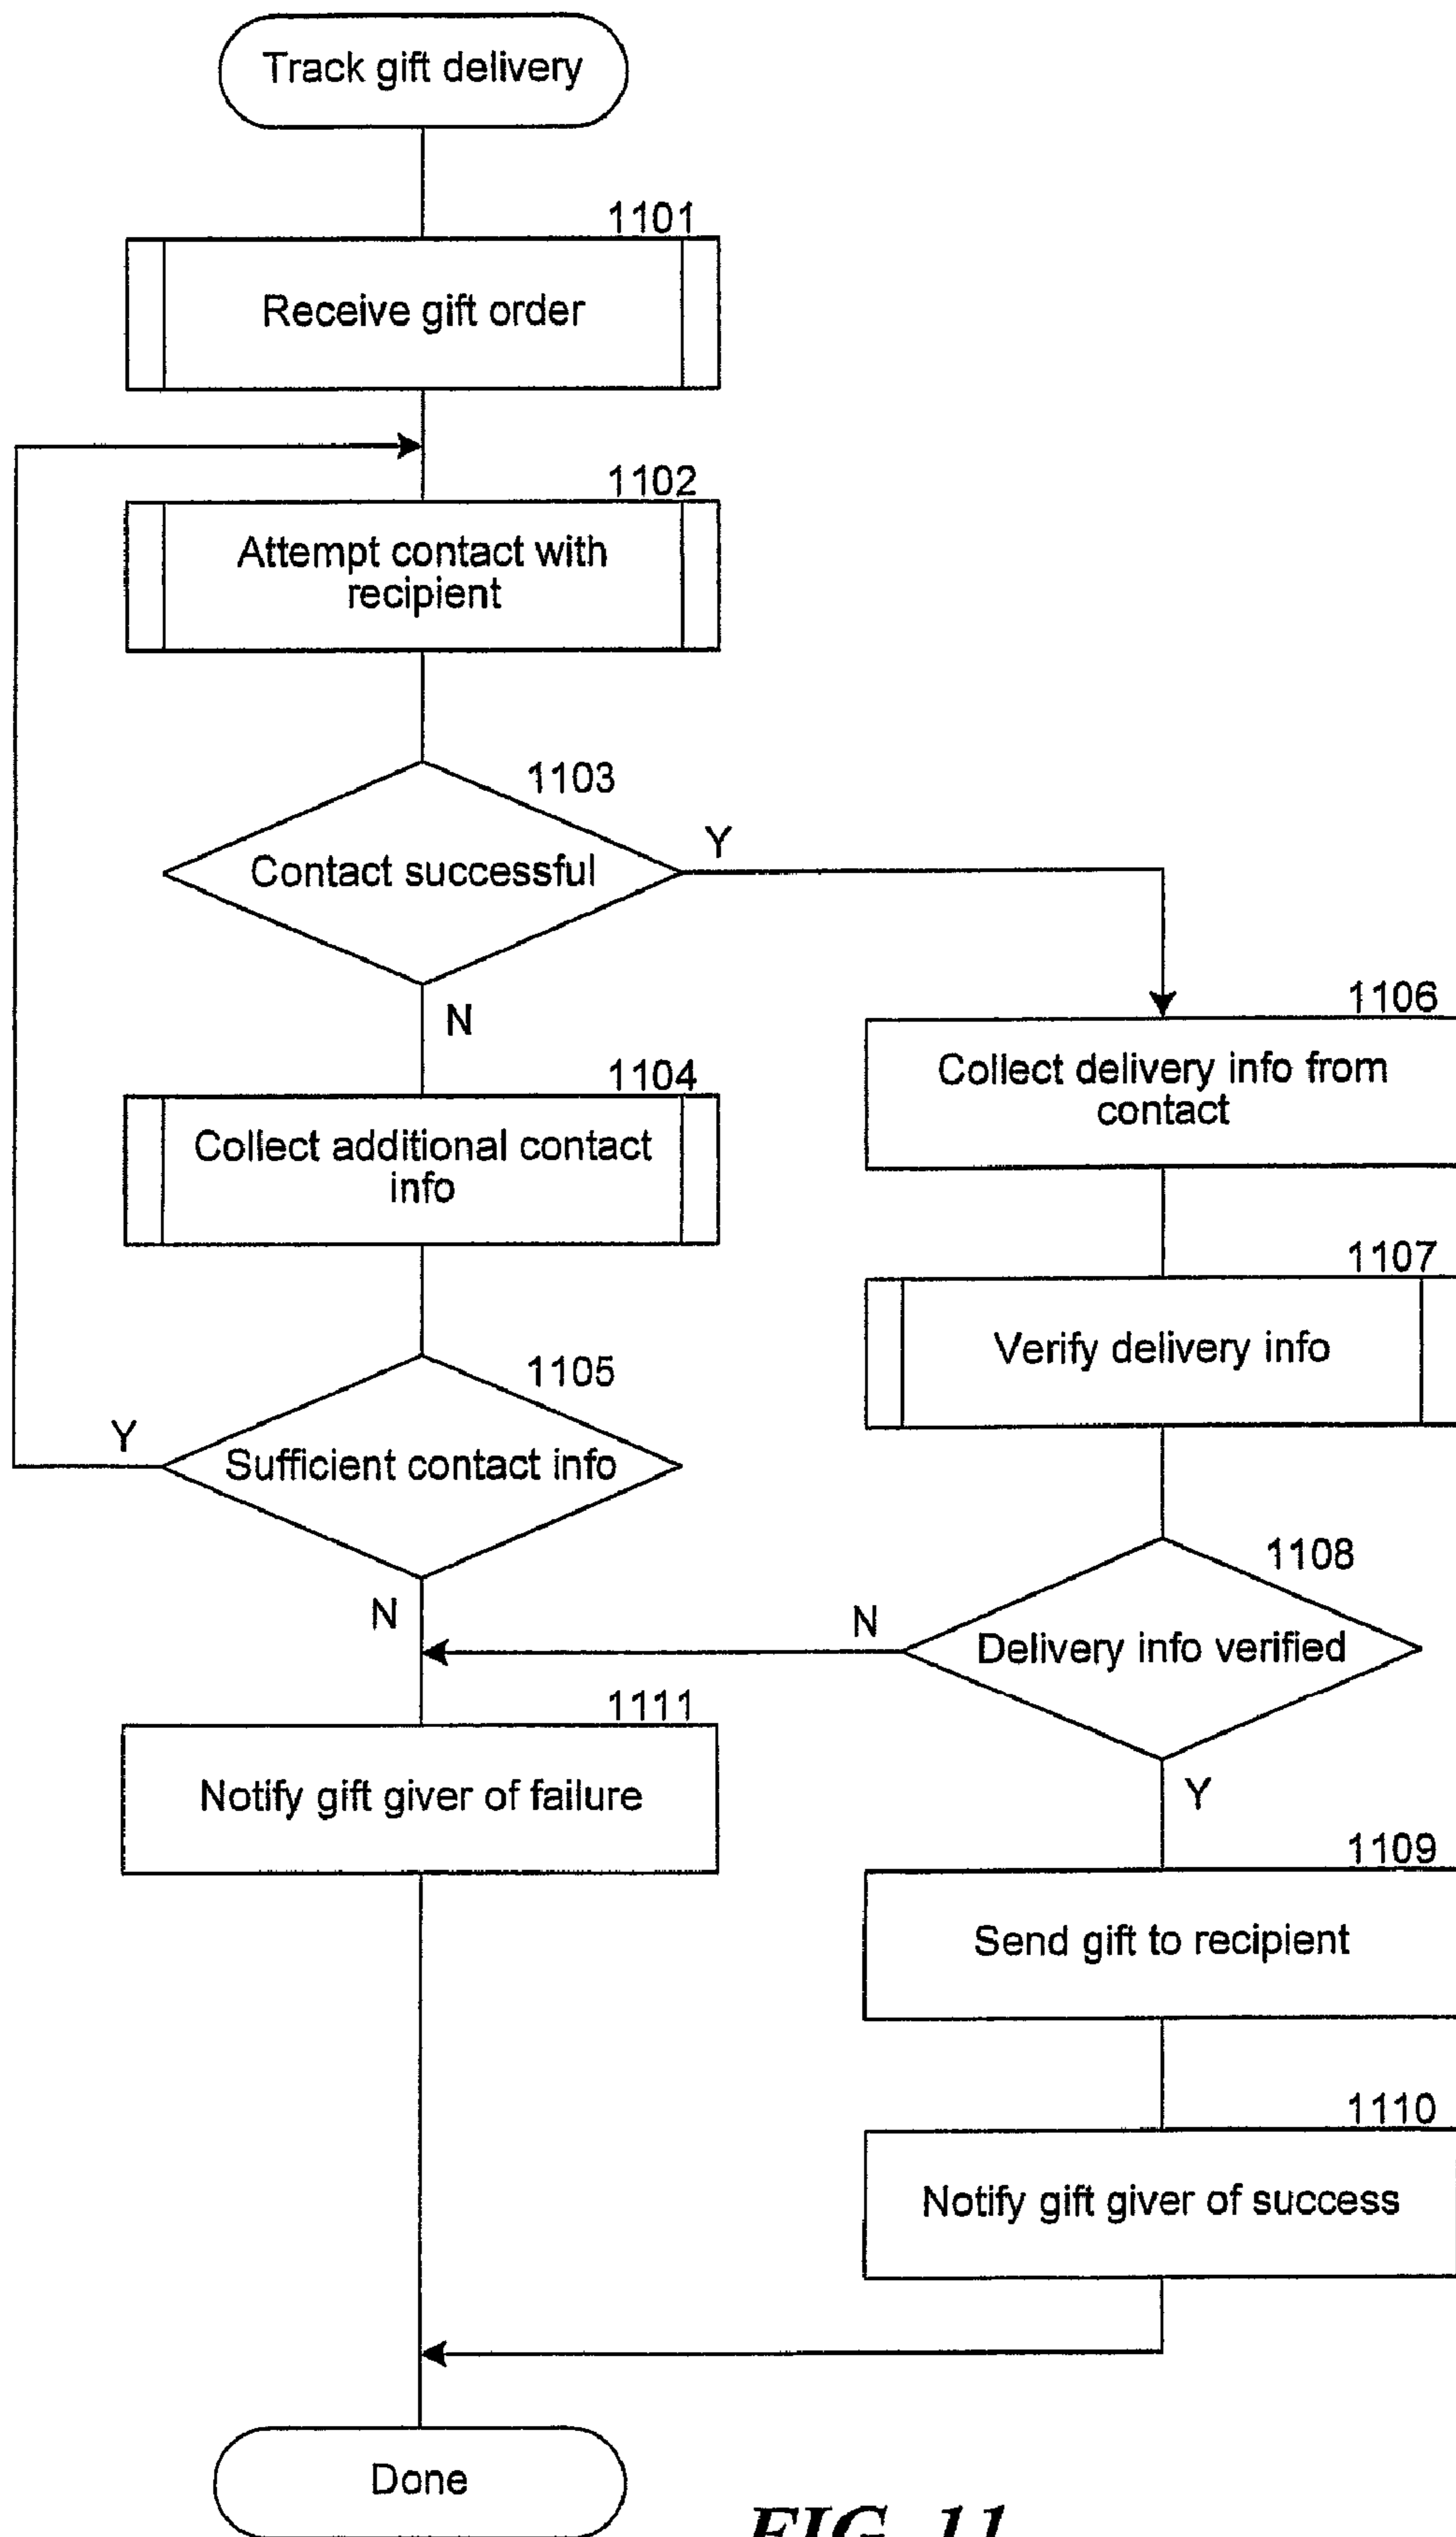 Track gift delivery
1101
Receive gift order
1102
Attempt contact with
recipient
1103
Contact successful
Y
N
1104
Collect additional contact
info
1105
Sufficient contact info
Y
N
1106
Collect delivery info from
contact
1107
Verify delivery info
1108
Delivery info verified
N
Y
1109
Send gift to recipient
1110
Notify gift giver of success
1111
Notify gift giver of failure
Done
FIG. 11